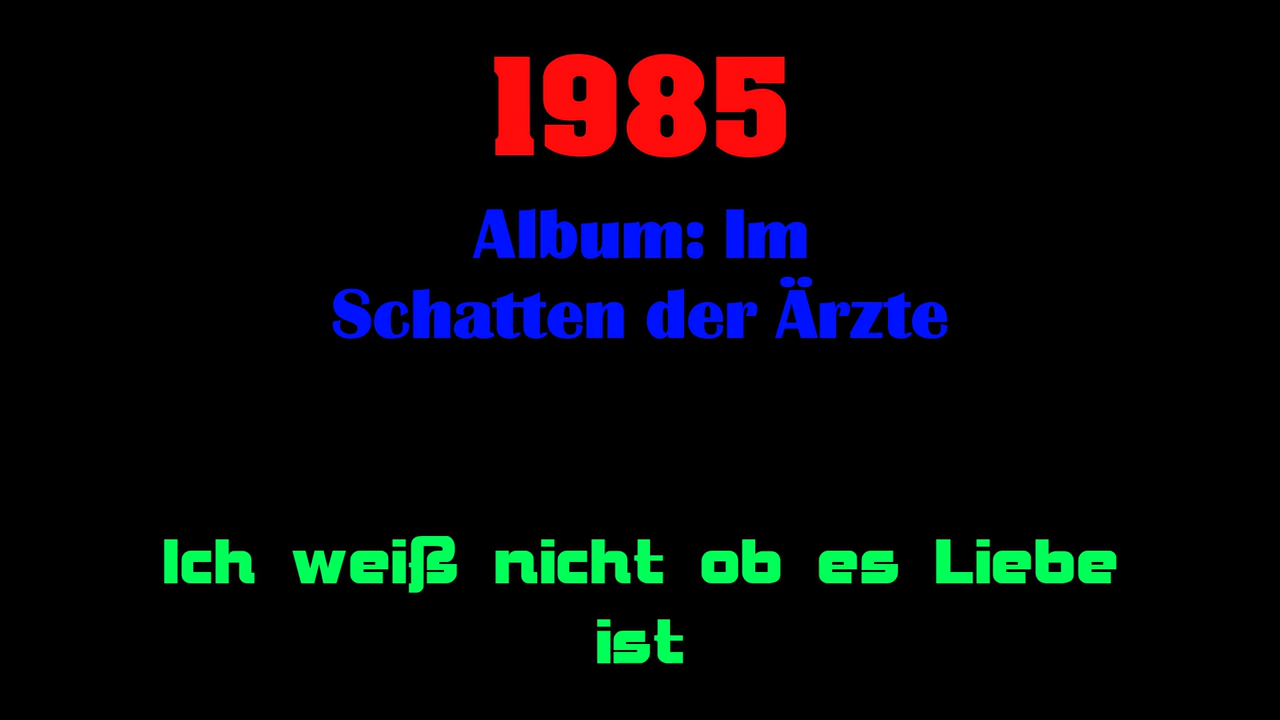 1985
Album: Im
Schatten der Ärzte
Ich weiß nicht ob es Liebe
ist